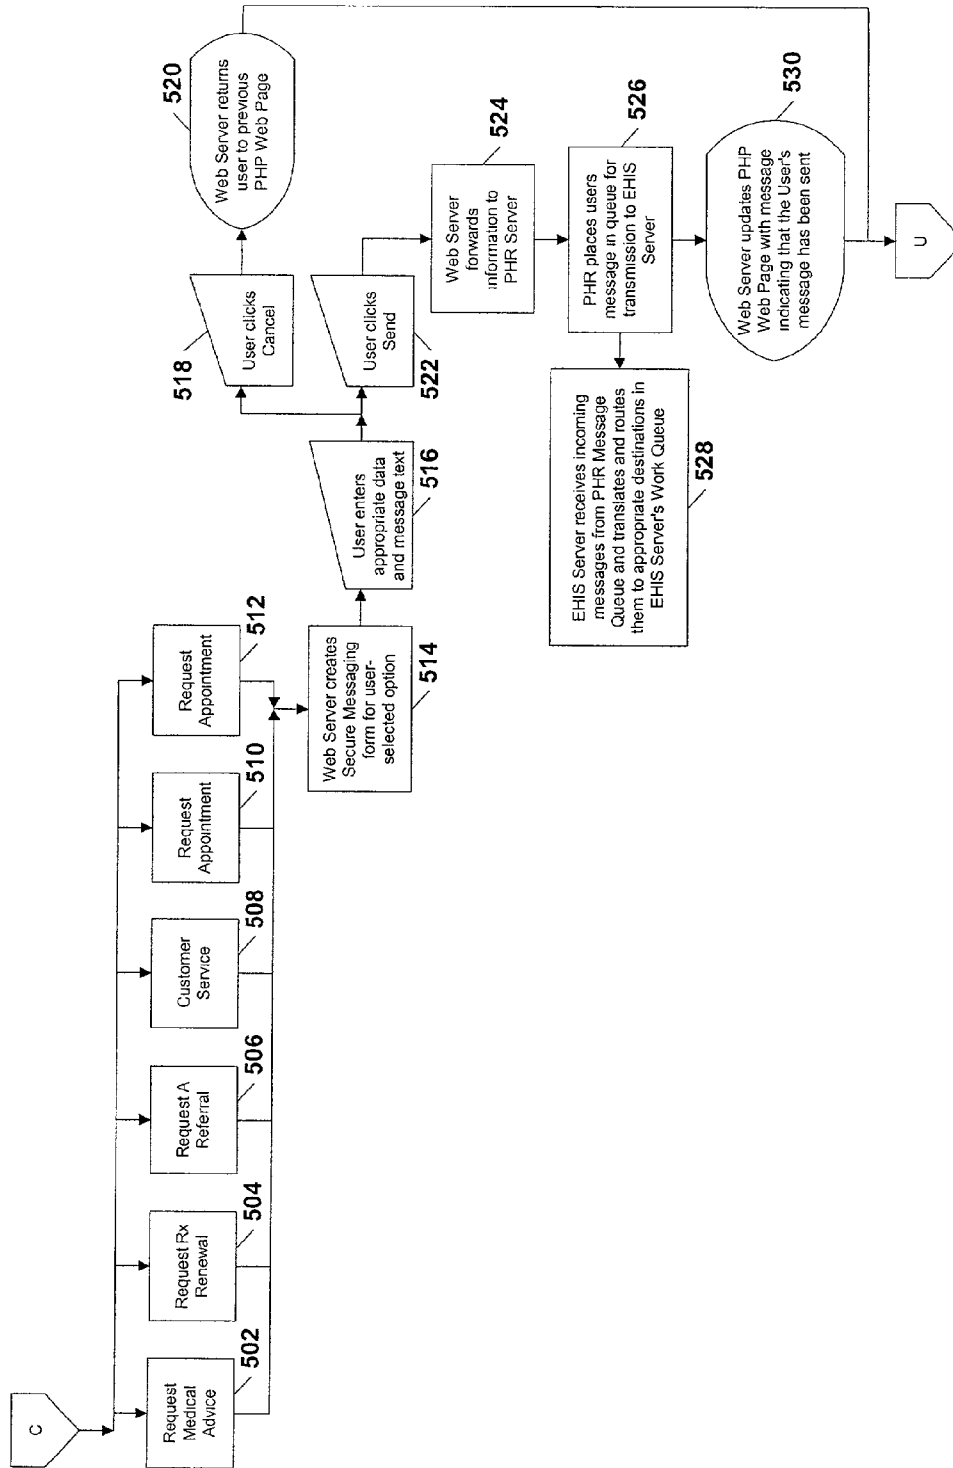 C
Request
Medical
Advice
502
Request Rx
Renewal
504
Request A
Referral
506
Customer
Service
508
Request
Appointment
510
Request
Appointment
512
Web Server creates
Secure Messaging
form for user-
selected option
514
User enters
appropriate data
and message text
516
518
User clicks
Cancel
520
Web Server returns
user to previous
PHP Web Page
User clicks
Send
522
Web Server
forwards
information to
PHR Server
524
PHR places users
message in queue for
transmission to EHIS
Server
526
EHIS Server receives incoming
messages from PHR Message
Queue and translates and routes
them to appropriate destinations in
EHIS Server's Work Queue
528
Web Server updates PHP
Web Page with message
indicating that the User's
message has been sent
530
U